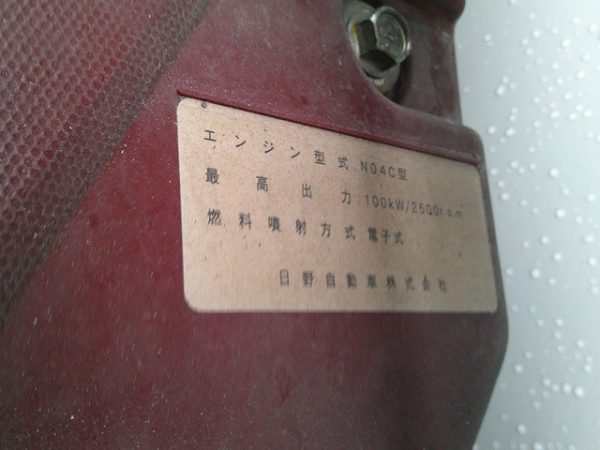 エンジン型式 N04C型
最高出力 100kW/2500r.p.m
燃料噴射方式 電子式
日野自動車株式会社